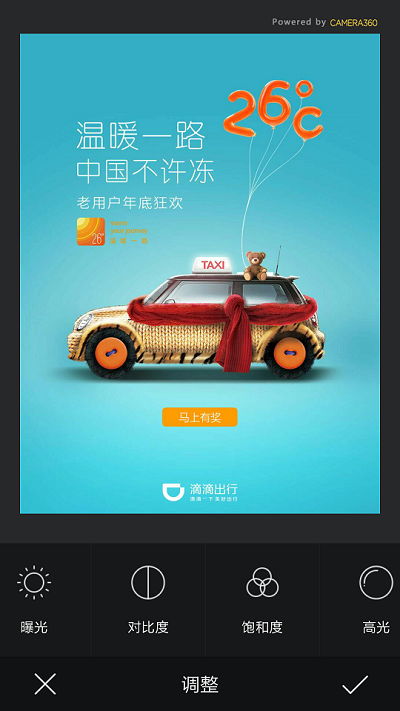 Powered by CAMERA360
26°C
温暖一路
中国不许冻
老用户年底狂欢
26°
温暖一路
TAXI
马上有奖
滴滴出行
滴滴一下 美好出行
曝光
对比度
饱和度
高光
调整